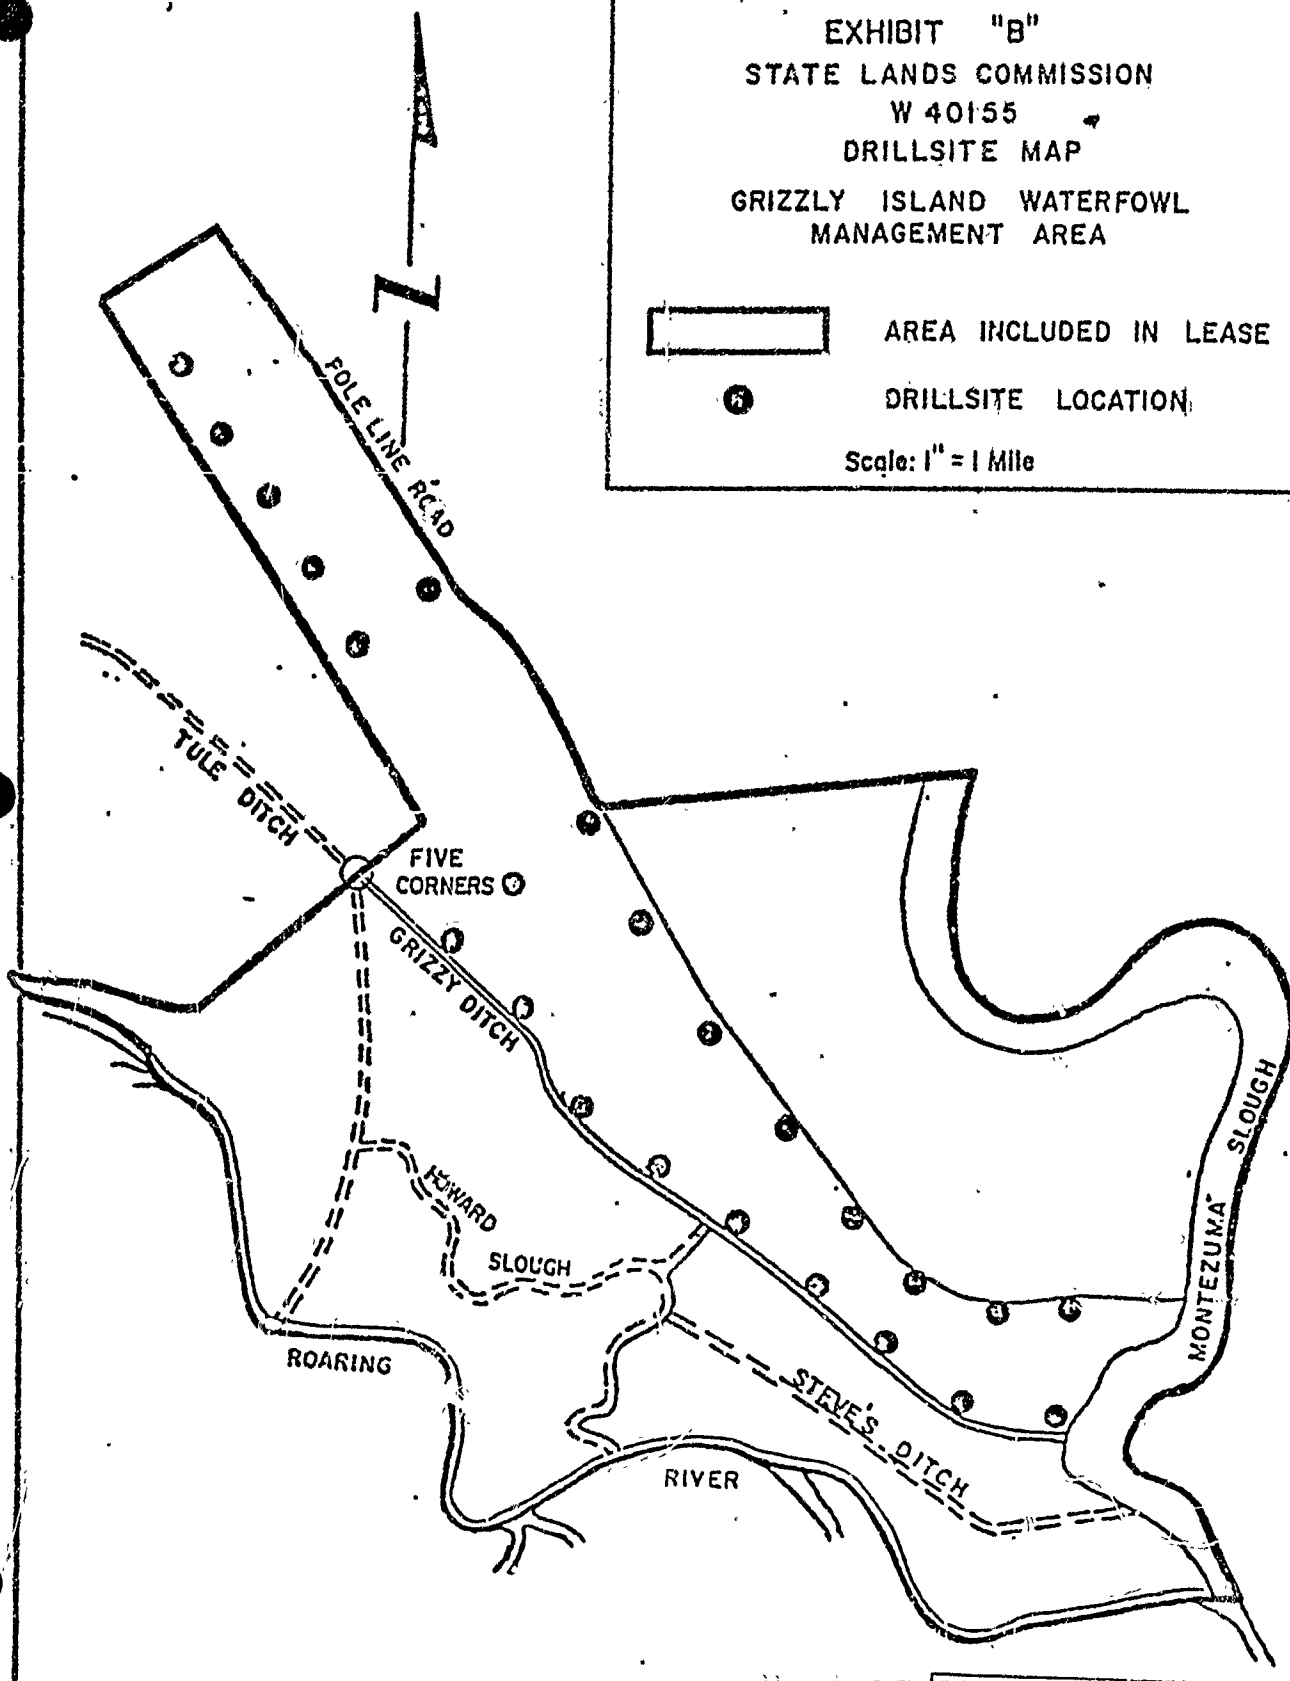 EXHIBIT "B"
STATE LANDS COMMISSION
W 40155
DRILLSITE MAP
GRIZZLY ISLAND WATERFOWL
MANAGEMENT AREA
AREA INCLUDED IN LEASE
DRILLSITE LOCATION
Scale: 1" = 1 Mile
N
POLE LINE ROAD
TULE DITCH
FIVE
CORNERS
GRIZZY DITCH
HOWARD
SLOUGH
ROARING
RIVER
STEVE'S DITCH
MONTEZUMA SLOUGH